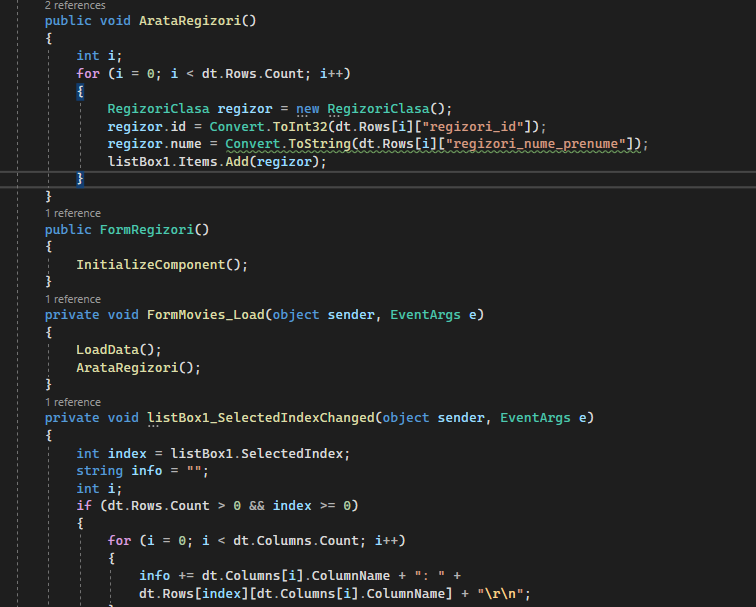 2 references
public void ArataRegizori()
{
int i;
for (i = 0; i < dt.Rows.Count; i++)
{
RegizoriClasa regizor = new RegizoriClasa();
regizor.id = Convert.ToInt32(dt.Rows[i]["regizori_id"]);
regizor.nume = Convert.ToString(dt.Rows[i]["regizori_nume_prenume"]);
listBox1.Items.Add(regizor);
}
}
1 reference
public FormRegizori()
{
InitializeComponent();
}
1 reference
private void FormMovies_Load(object sender, EventArgs e)
{
LoadData();
ArataRegizori();
}
1 reference
private void listBox1_SelectedIndexChanged(object sender, EventArgs e)
{
int index = listBox1.SelectedIndex;
string info = "";
int i;
if (dt.Rows.Count > 0 && index >= 0)
{
for (i = 0; i < dt.Columns.Count; i++)
{
info += dt.Columns[i].ColumnName + ": " +
dt.Rows[index][dt.Columns[i].ColumnName] + "\r\n";
}